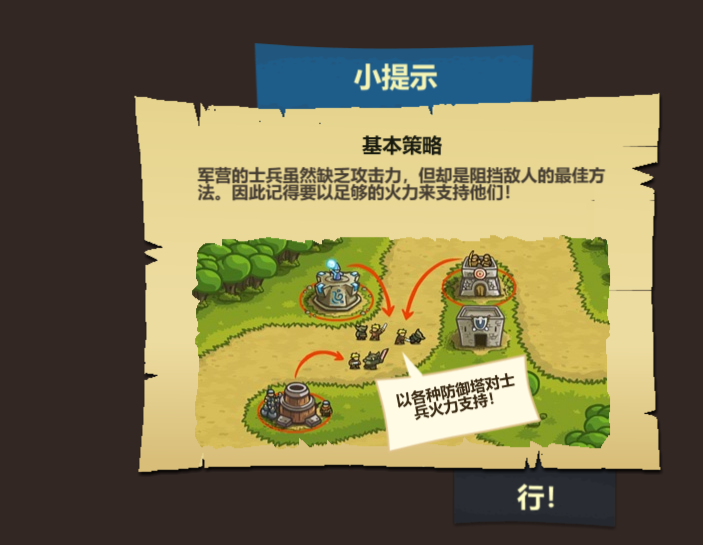 小提示
基本策略
军营的士兵虽然缺乏攻击力，但却是阻挡敌人的最佳方
法。因此记得要以足够的火力来支持他们！
以各种防御塔对士
兵火力支持！
行！